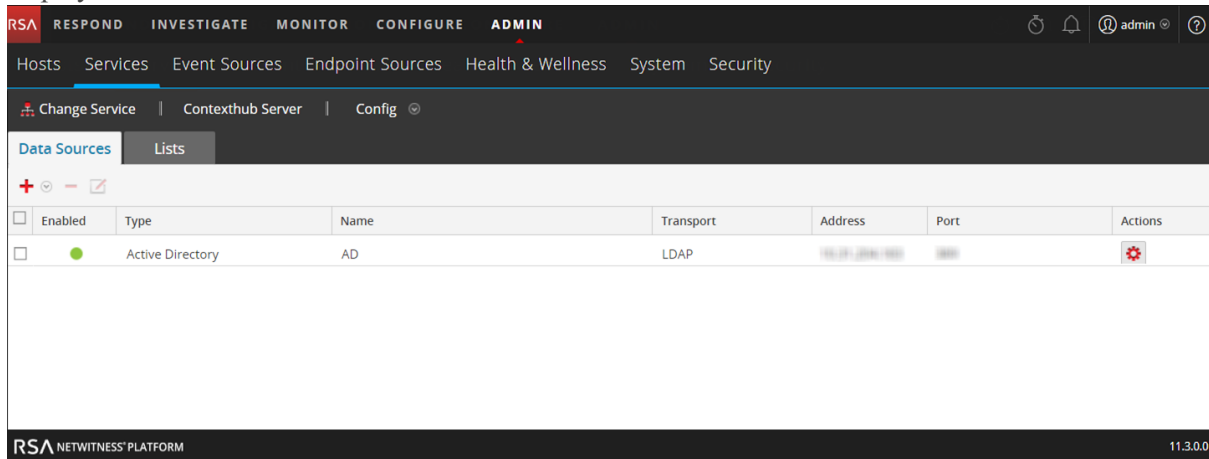 RSA RESPOND INVESTIGATE MONITOR CONFIGURE ADMIN admin ?
Hosts Services Event Sources Endpoint Sources Health & Wellness System Security
Change Service | Contexthub Server | Config
Data Sources Lists
Enabled Type Name Transport Address Port Actions
Active Directory AD LDAP
RSA NETWITNESS® PLATFORM 11.3.0.0